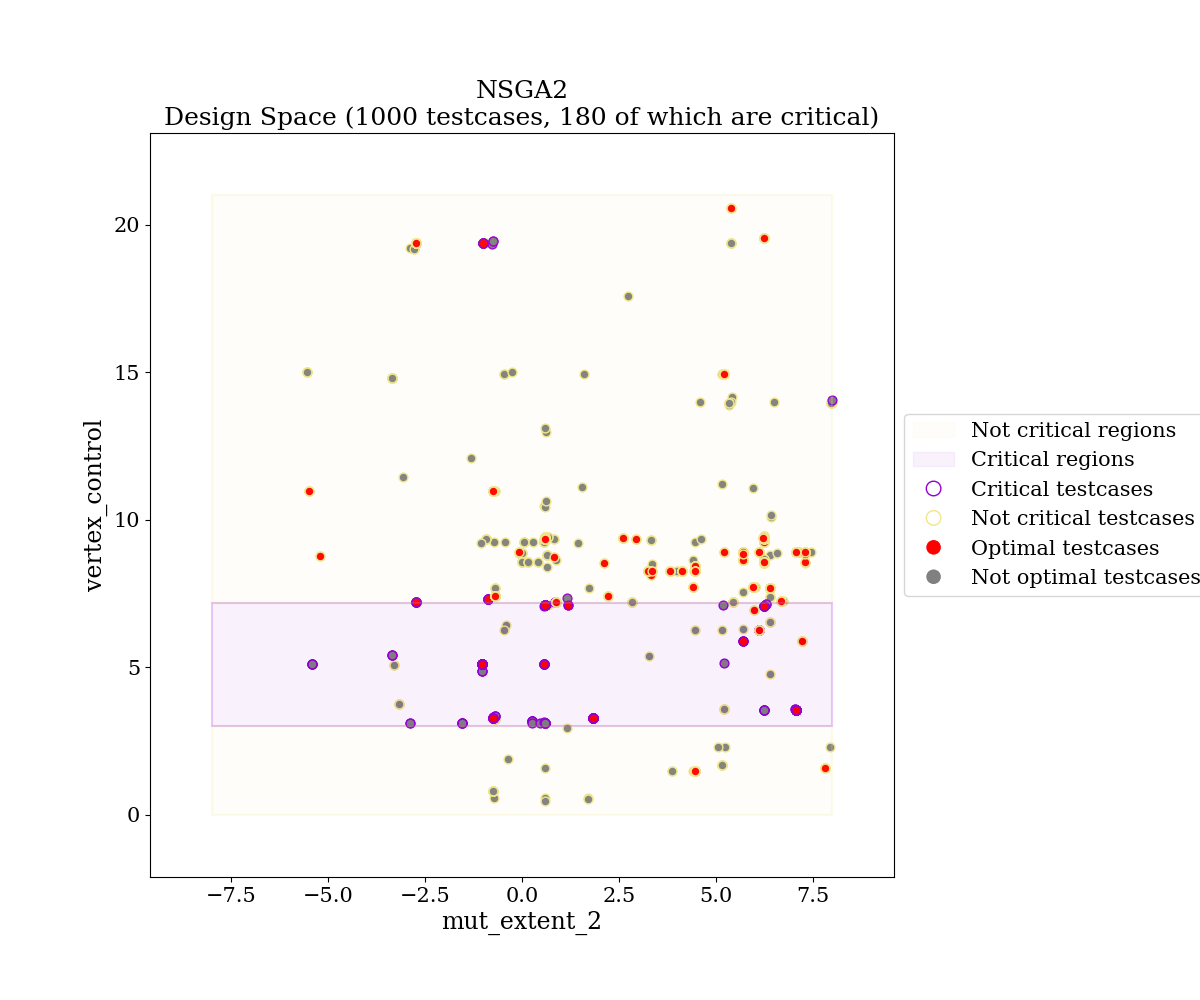 NSGA2
Design Space (1000 testcases, 180 of which are critical)
20
15
10
5
0
vertex_control
−7.5
−5.0
−2.5
0.0
2.5
5.0
7.5
mut_extent_2
Not critical regions
Critical regions
Critical testcases
Not critical testcases
Optimal testcases
Not optimal testcases